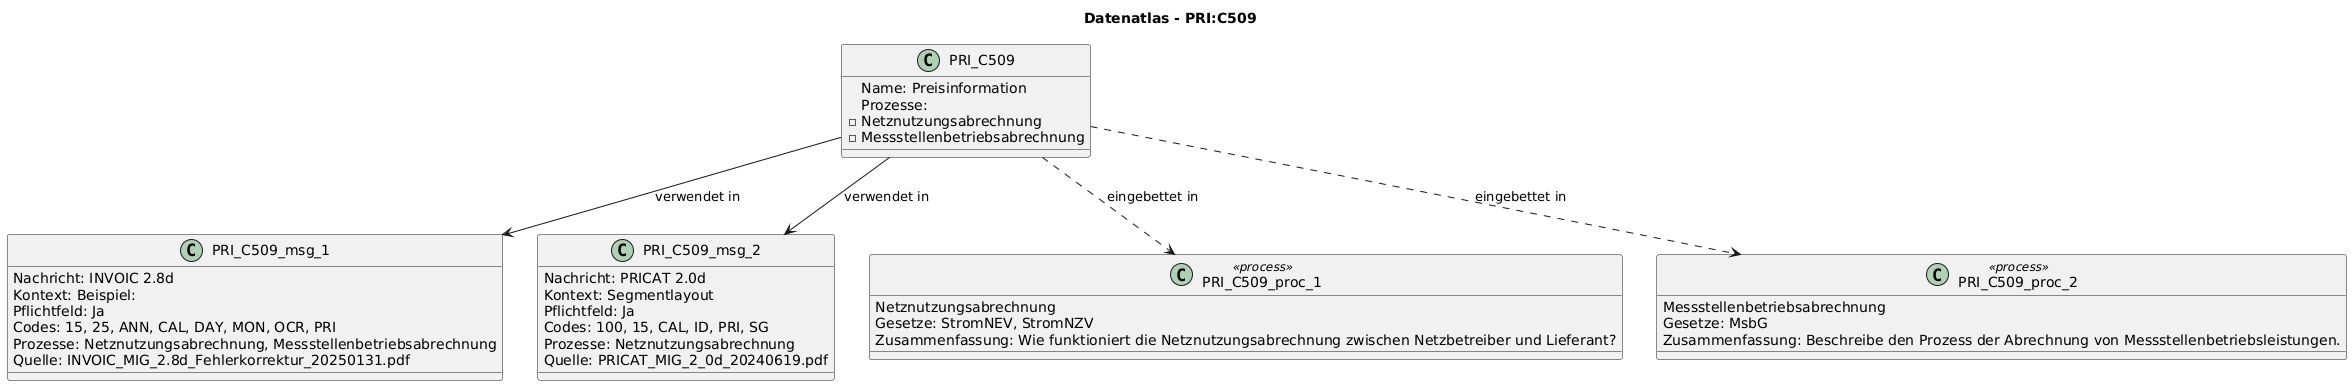 Datenatlas - PRI:C509
C PRI_C509
Name: Preisinformation
Prozesse:
Netznutzungsabrechnung
Messstellenbetriebsabrechnung
verwendet in
verwendet in
eingebettet in
eingebettet in
C PRI_C509_msg_1
Nachricht: INVOIC 2.8d
Kontext: Beispiel:
Pflichtfeld: Ja
Codes: 15, 25, ANN, CAL, DAY, MON, OCR, PRI
Prozesse: Netznutzungsabrechnung, Messstellenbetriebsabrechnung
Quelle: INVOIC_MIG_2.8d_Fehlerkorrektur_20250131.pdf
C PRI_C509_msg_2
Nachricht: PRICAT 2.0d
Kontext: Segmentlayout
Pflichtfeld: Ja
Codes: 100, 15, CAL, ID, PRI, SG
Prozesse: Netznutzungsabrechnung
Quelle: PRICAT_MIG_2_0d_20240619.pdf
«process»
C PRI_C509_proc_1
Netznutzungsabrechnung
Gesetze: StromNEV, StromNZV
Zusammenfassung: Wie funktioniert die Netznutzungsabrechnung zwischen Netzbetreiber und Lieferant?
«process»
C PRI_C509_proc_2
Messstellenbetriebsabrechnung
Gesetze: MsbG
Zusammenfassung: Beschreibe den Prozess der Abrechnung von Messstellenbetriebsleistungen.